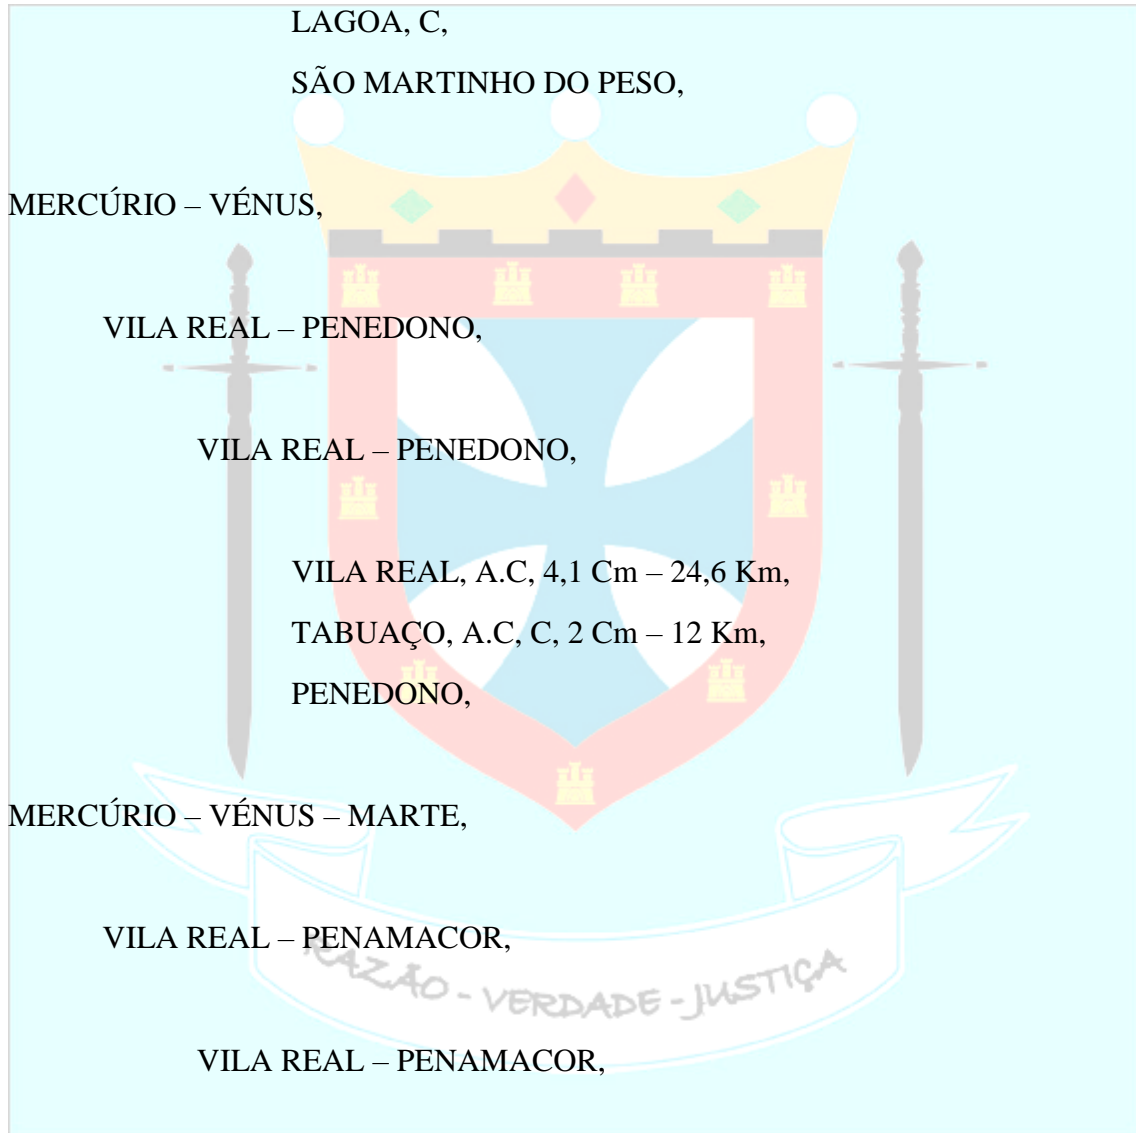 LAGOA, C,
SÃO MARTINHO DO PESO,
MERCÚRIO – VÉNUS,
VILA REAL – PENEDONO,
VILA REAL – PENEDONO,
VILA REAL, A.C, 4,1 Cm – 24,6 Km,
TABUAÇO, A.C, C, 2 Cm – 12 Km,
PENEDONO,
MERCÚRIO – VÉNUS – MARTE,
VILA REAL – PENAMACOR,
RAZÃO - VERDADE - JUSTIÇA
VILA REAL – PENAMACOR,